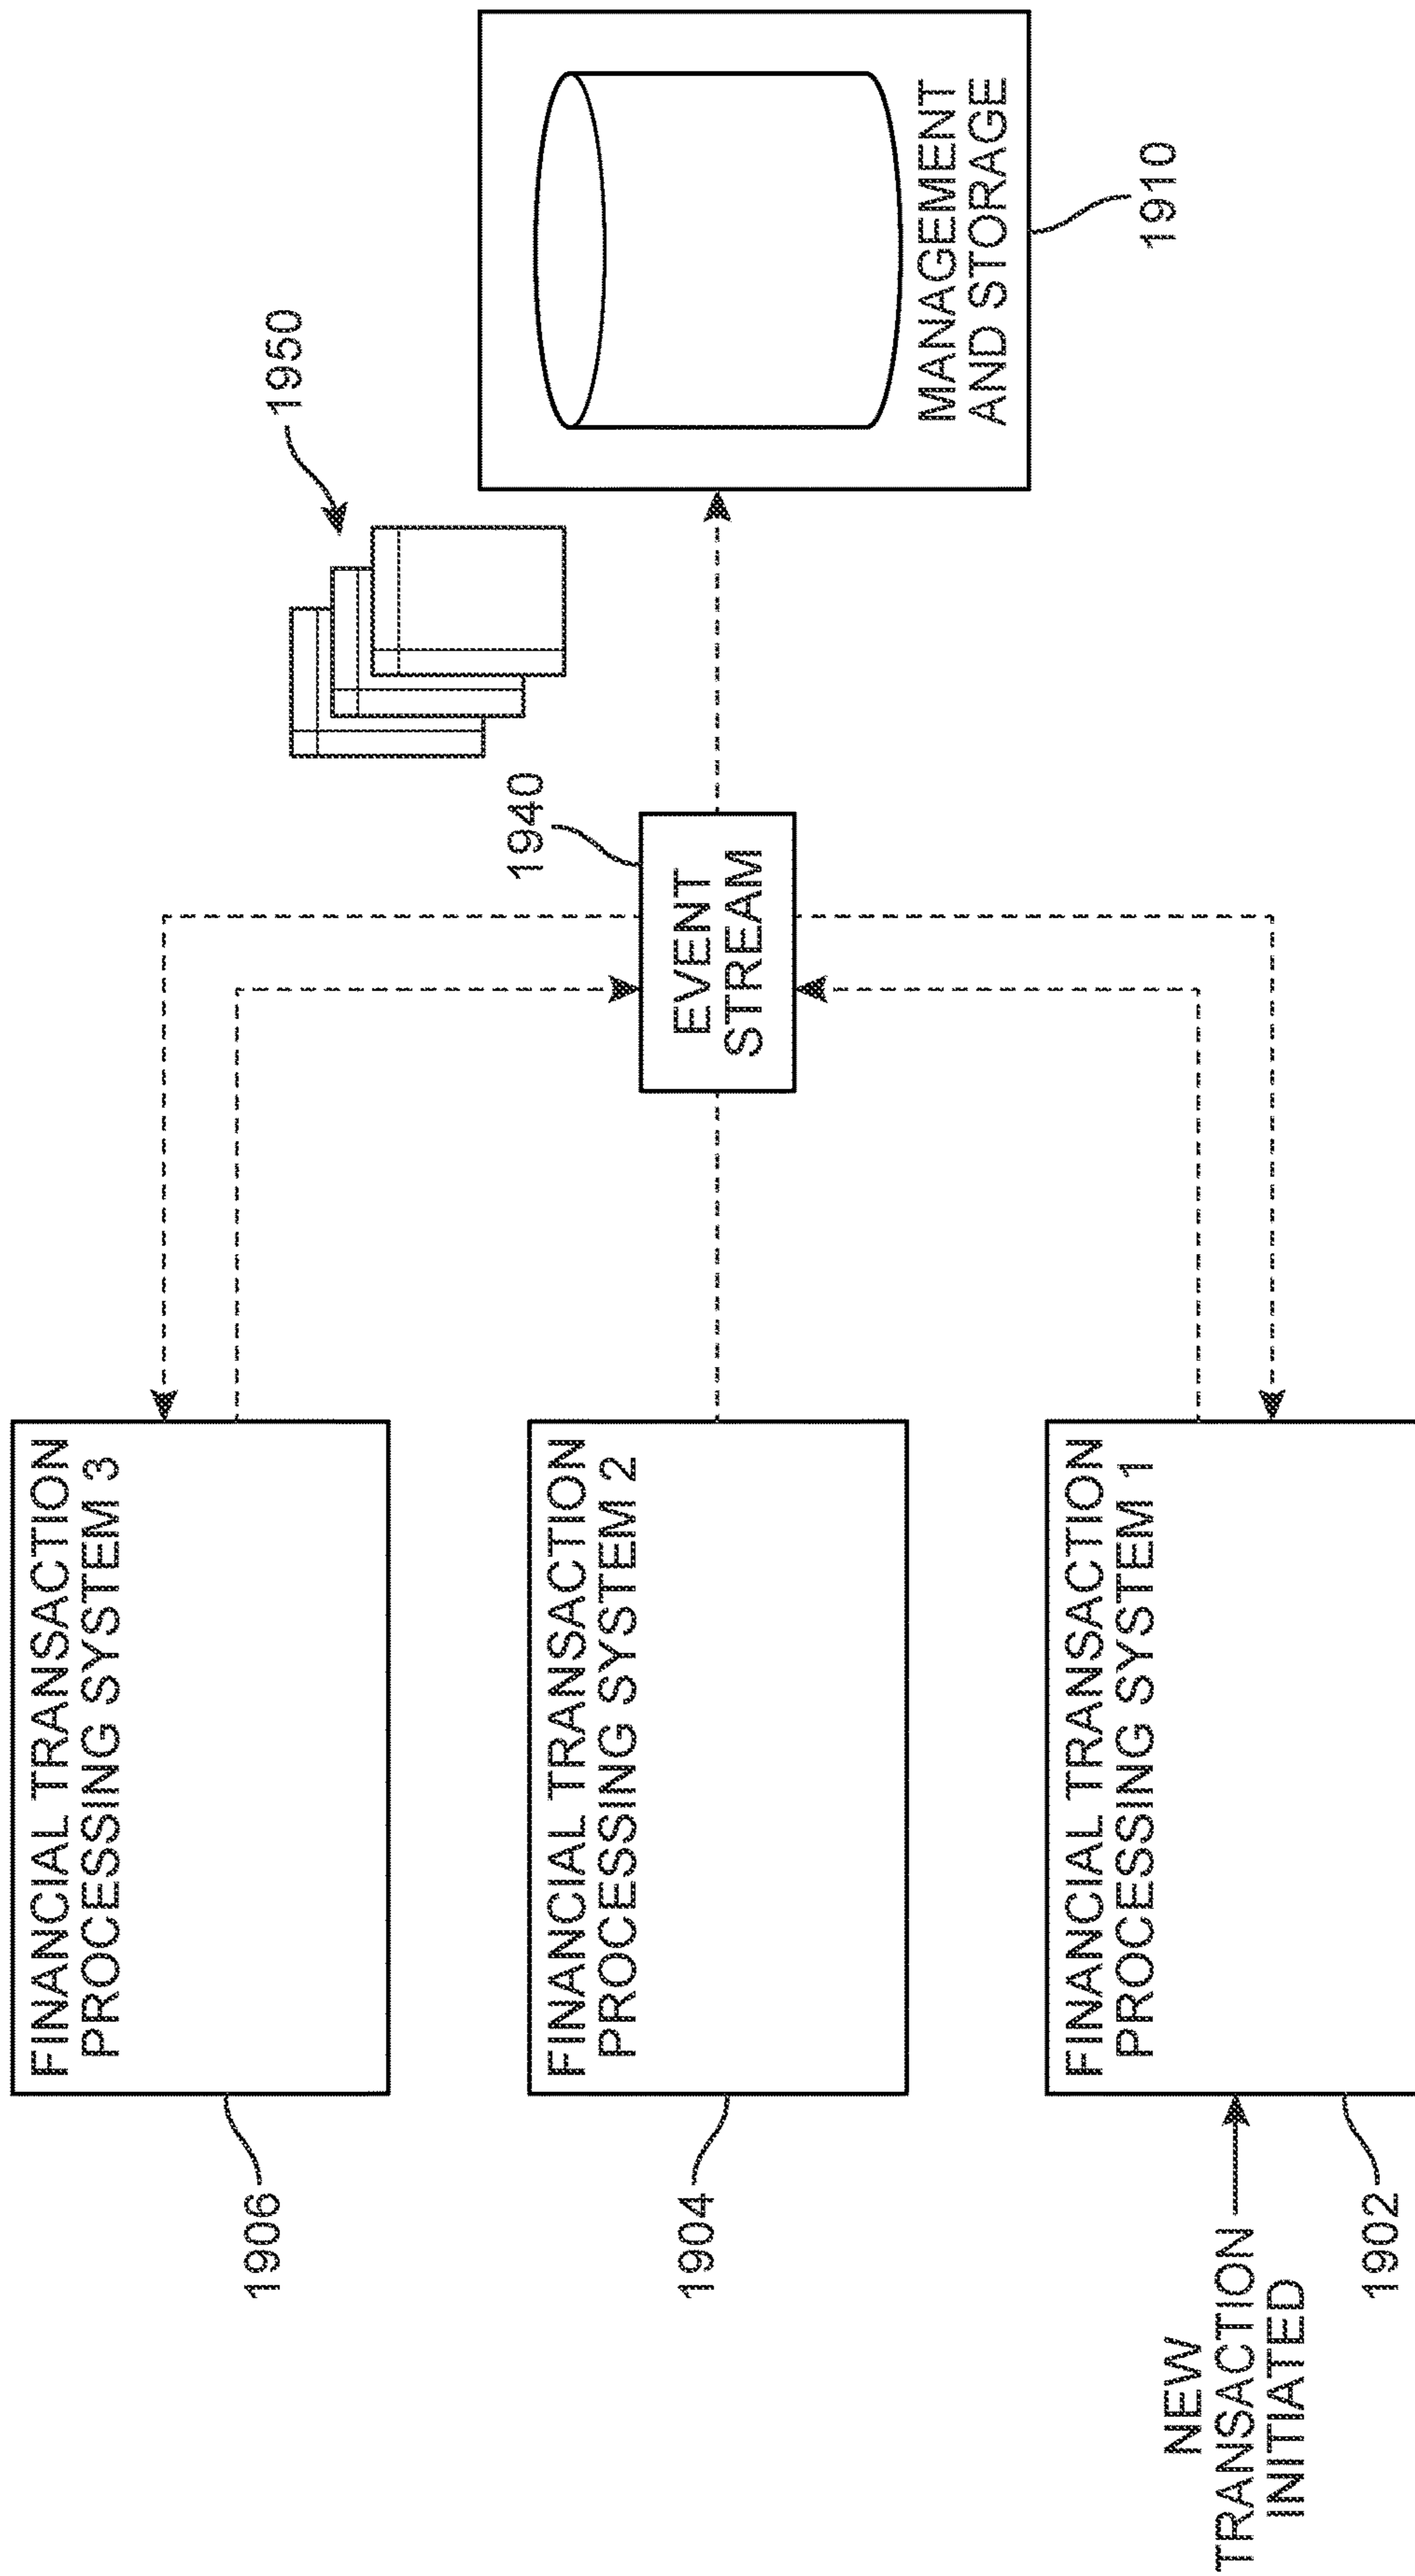 1906
FINANCIAL TRANSACTION
PROCESSING SYSTEM 3
1904
FINANCIAL TRANSACTION
PROCESSING SYSTEM 2
NEW
TRANSACTION
INITIATED
1902
FINANCIAL TRANSACTION
PROCESSING SYSTEM 1
1940
EVENT
STREAM
1950
MANAGEMENT
AND STORAGE
1910